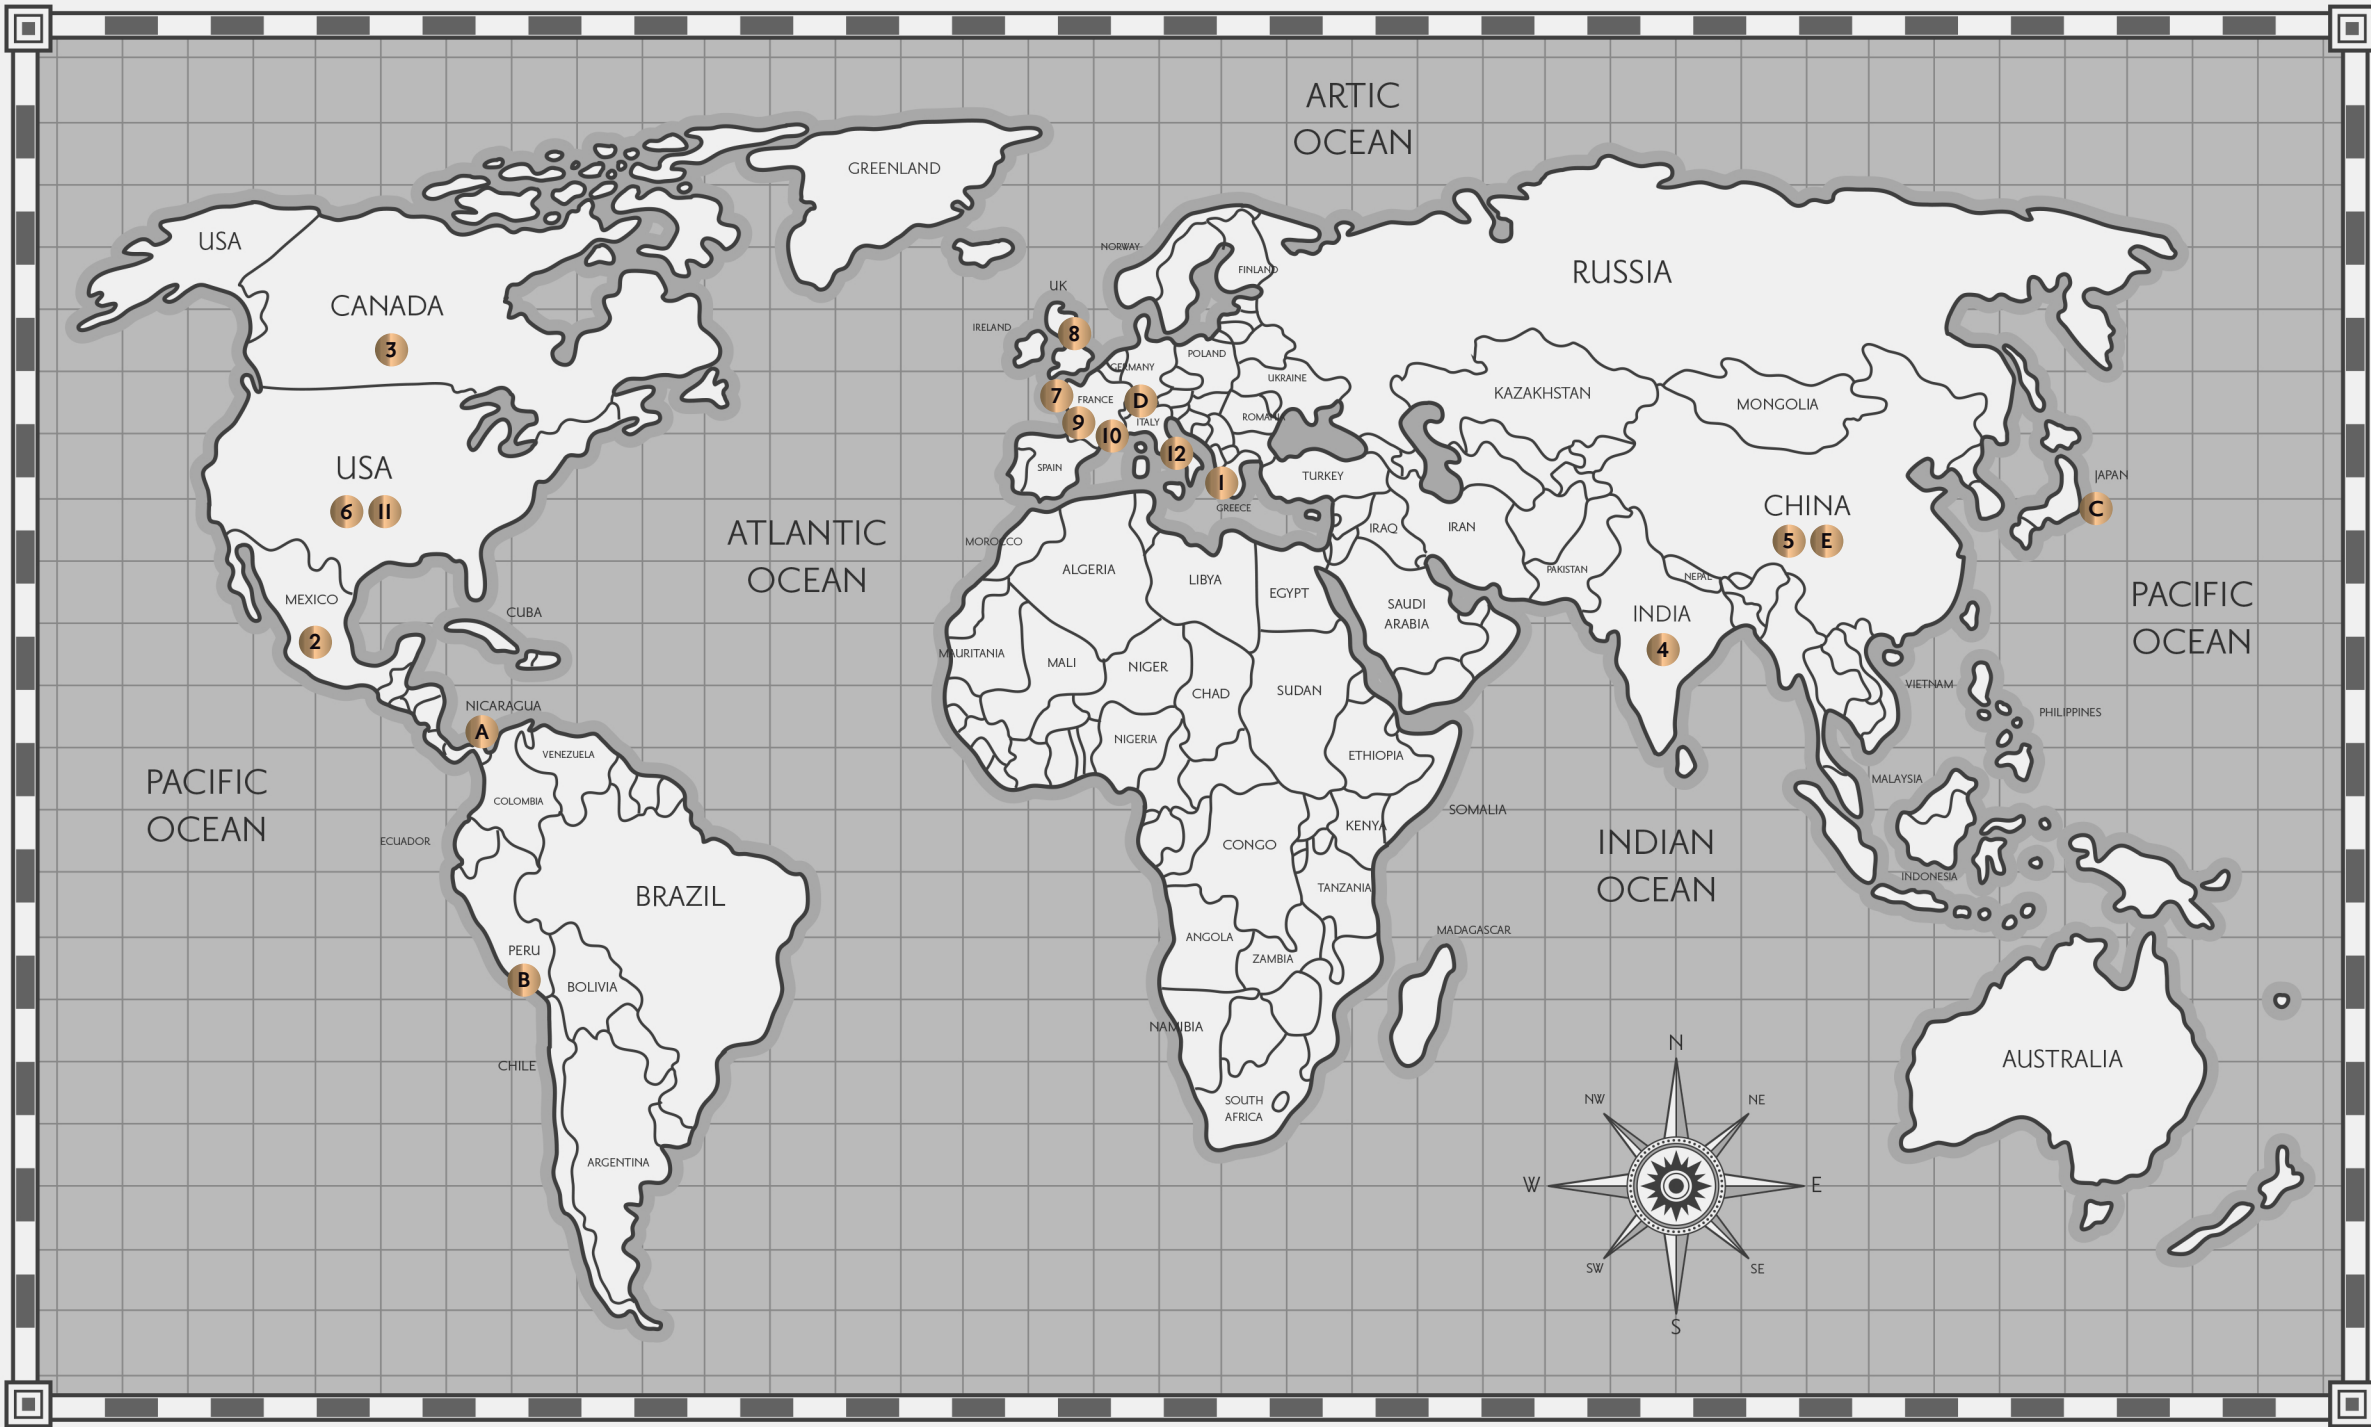 ARTIC
OCEAN
GREENLAND
USA
NORWAY
FINLAND
RUSSIA
UK
CANADA
IRELAND
8
3
POLAND
GERMANY
UKRAINE
KAZAKHSTAN
MONGOLIA
7
FRANCE
D
9
ITALY
ROMANIA
10
12
USA
SPAIN
TURKEY
JAPAN
I
CHINA
C
6
II
GREECE
ATLANTIC
OCEAN
IRAQ
IRAN
5
E
MOROCCO
ALGERIA
LIBYA
EGYPT
PAKISTAN
NEPAL
MEXICO
CUBA
SAUDI
ARABIA
INDIA
PACIFIC
OCEAN
2
4
MAURITANIA
MALI
NIGER
CHAD
SUDAN
VIETNAM
NICARAGUA
A
PHILIPPINES
VENEZUELA
NIGERIA
ETHIOPIA
PACIFIC
OCEAN
MALAYSIA
COLOMBIA
SOMALIA
ECUADOR
CONGO
KENYA
INDIAN
OCEAN
INDONESIA
BRAZIL
TANZANIA
PERU
ANGOLA
MADAGASCAR
B
BOLIVIA
ZAMBIA
NAMIBIA
CHILE
AUSTRALIA
SOUTH
AFRICA
ARGENTINA
N
NW
NE
W
E
SW
SE
S